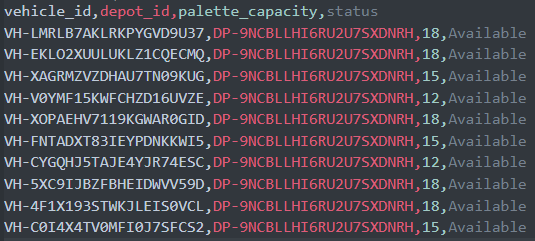 vehicle_id,depot_id,palette_capacity,status
VH-LMRLB7AKLRKPYGVD9U37,DP-9NCBLLHI6RU2U7SXDNRH,18,Available
VH-EKLO2XUULUKLZ1CQECMQ,DP-9NCBLLHI6RU2U7SXDNRH,18,Available
VH-XAGRMZVZDHAU7TN09KUG,DP-9NCBLLHI6RU2U7SXDNRH,15,Available
VH-V0YMF15KWFCHZD16UVZE,DP-9NCBLLHI6RU2U7SXDNRH,12,Available
VH-XOPAEHV7119KGWAR0GID,DP-9NCBLLHI6RU2U7SXDNRH,18,Available
VH-FNTADXT83IEYPDNKKWI5,DP-9NCBLLHI6RU2U7SXDNRH,15,Available
VH-CYGQHJ5TAJE4YJR74ESC,DP-9NCBLLHI6RU2U7SXDNRH,12,Available
VH-5XC9IJBZFBHEIDWVV59D,DP-9NCBLLHI6RU2U7SXDNRH,18,Available
VH-4F1X193STWKJLEIS0VCL,DP-9NCBLLHI6RU2U7SXDNRH,18,Available
VH-C0I4X4TV0MFI0J7SFCS2,DP-9NCBLLHI6RU2U7SXDNRH,15,Available